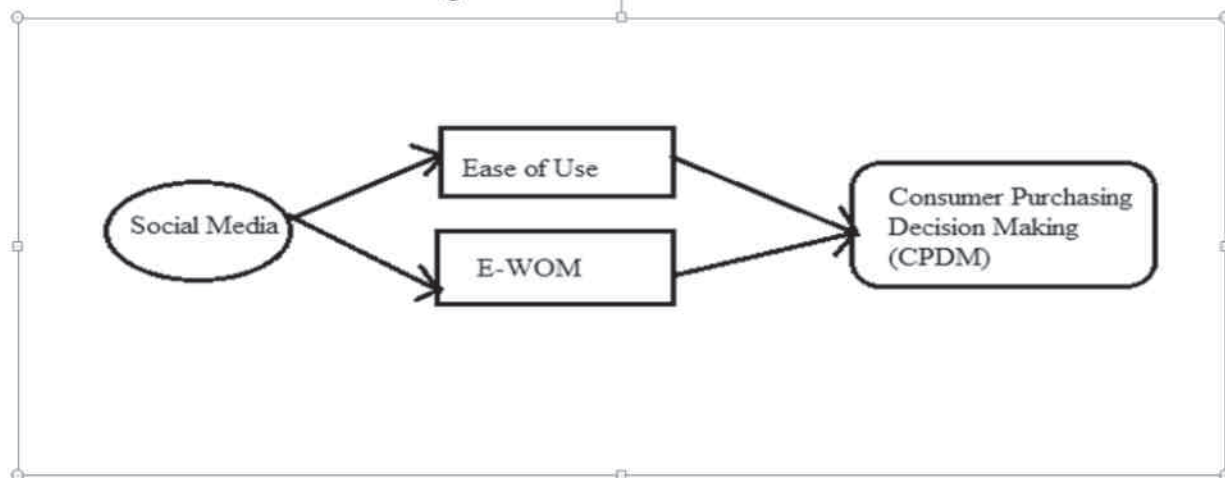 Social Media
Ease of Use
E-WOM
Consumer Purchasing
Decision Making
(CPDM)